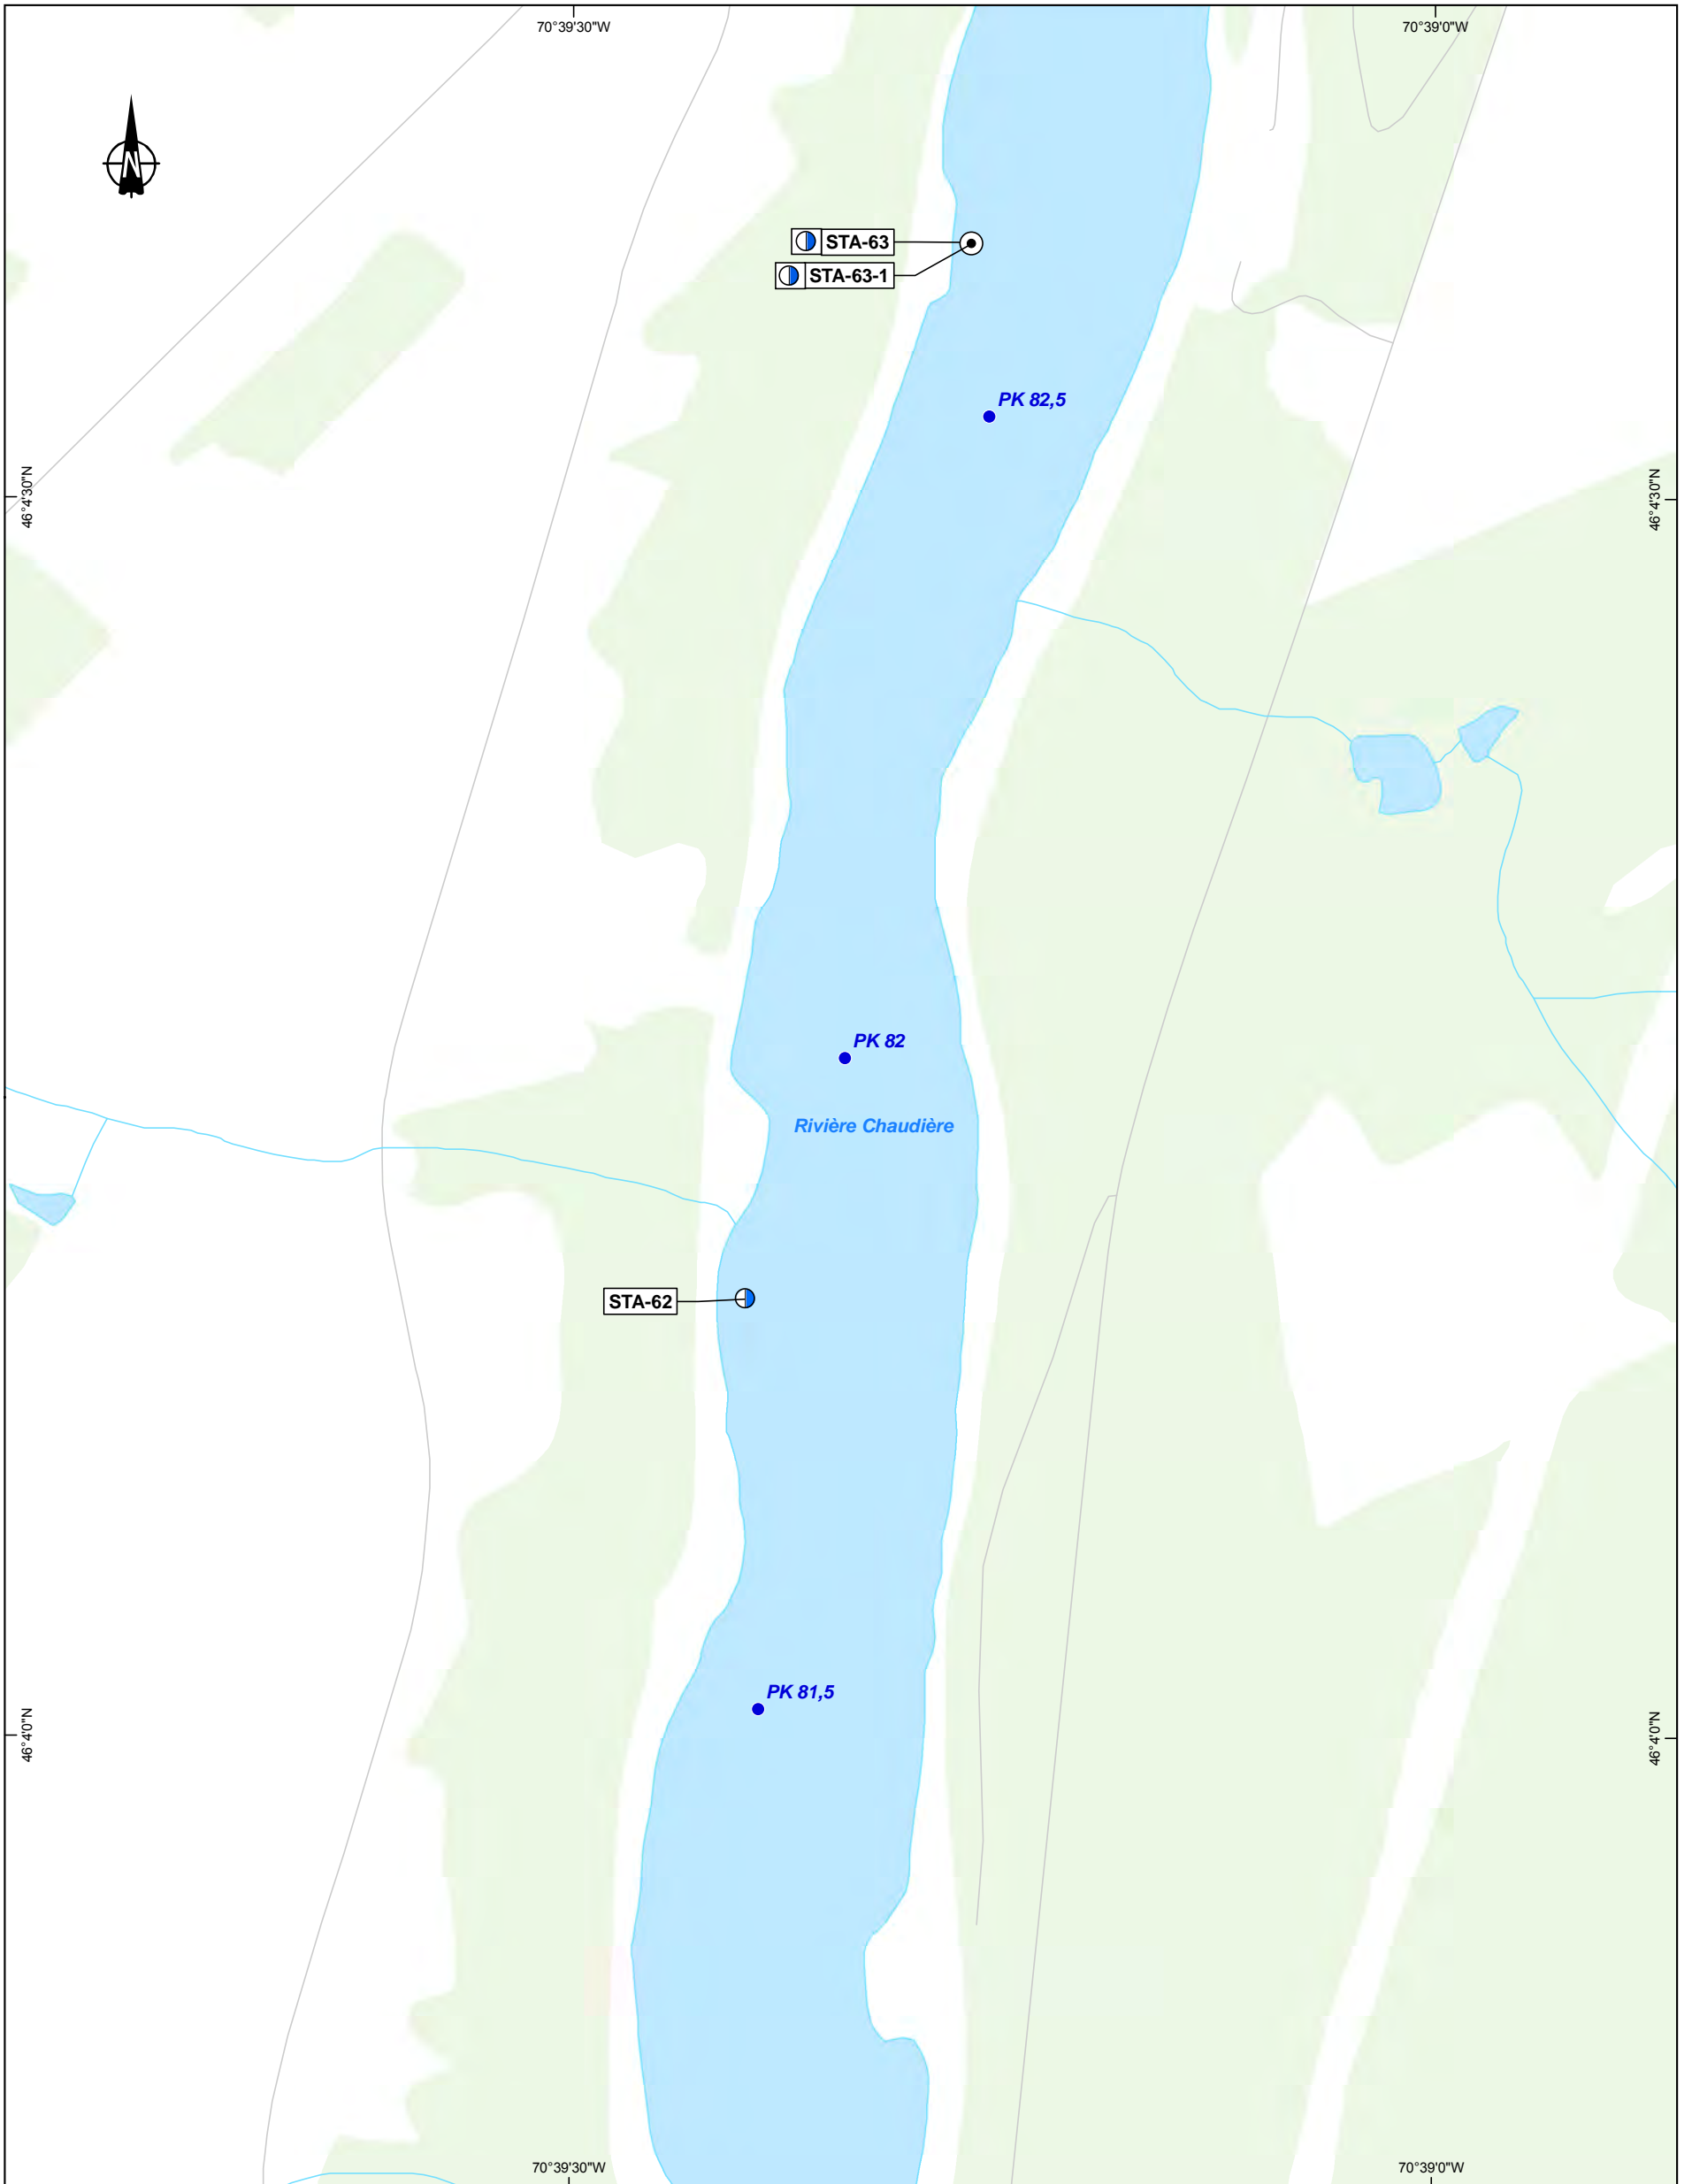 70°39'30"W
70°39'0"W
N
STA-63
STA-63-1
PK 82,5
46°4'30"N
46°4'30"N
PK 82
Rivière Chaudière
STA-62
PK 81,5
46°4'0"N
46°4'0"N
70°39'30"W
70°39'0"W